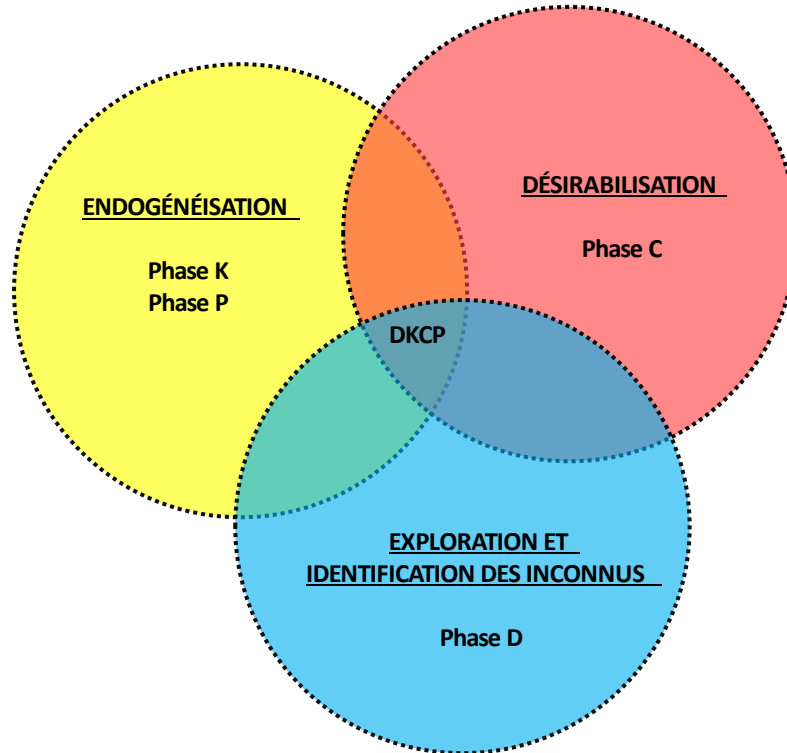 ENDOGÉNÉISATION
Phase K
Phase P
DÉSIRABILISATION
Phase C
DKCP
EXPLORATION ET
IDENTIFICATION DES INCONNUS
Phase D